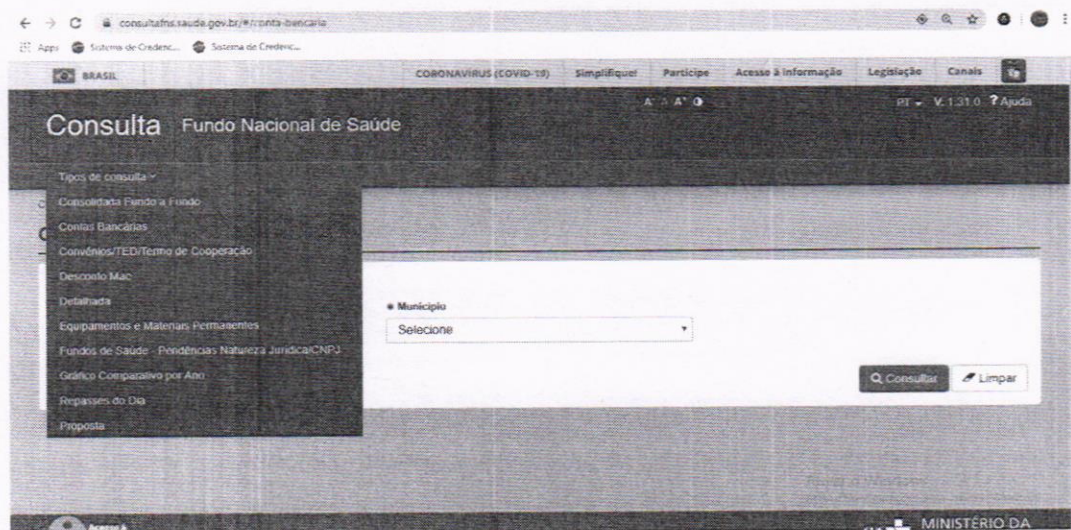 consultafns.saude.gov.br/#/conta-bancaria
Apps Sistema de Credenc... Sistema de Credenc...
BRASIL CORONAVÍRUS (COVID-19) Simplifique! Participe Acesso à informação Legislação Canais
A- A A+ PT V. 1.31.0 ? Ajuda
Consulta Fundo Nacional de Saúde
Tipos de consulta
Consolidada Fundo a Fundo
Contas Bancárias
Convênios/TED/Termo de Cooperação
Desconto Mac
Detalhada
Equipamentos e Materiais Permanentes
Fundos de Saúde - Pendências Natureza Jurídica/CNPJ
Gráfico Comparativo por Ano
Repasses do Dia
Proposta
Município
Selecione
Consultar Limpar
Acesso à
MINISTÉRIO DA